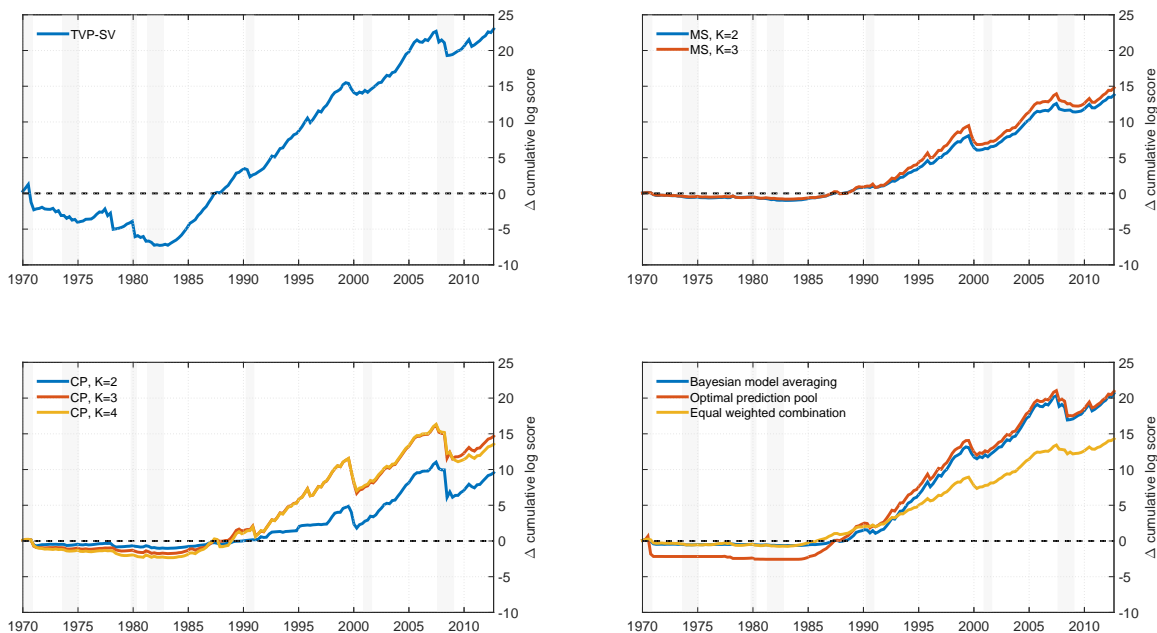 TVP-SV
25
20
15
10
5
0
-5
-10
Δ cumulative log score
1970 1975 1980 1985 1990 1995 2000 2005 2010
MS, K=2
MS, K=3
25
20
15
10
5
0
-5
-10
Δ cumulative log score
1970 1975 1980 1985 1990 1995 2000 2005 2010
CP, K=2
CP, K=3
CP, K=4
25
20
15
10
5
0
-5
-10
Δ cumulative log score
1970 1975 1980 1985 1990 1995 2000 2005 2010
Bayesian model averaging
Optimal prediction pool
Equal weighted combination
25
20
15
10
5
0
-5
-10
Δ cumulative log score
1970 1975 1980 1985 1990 1995 2000 2005 2010